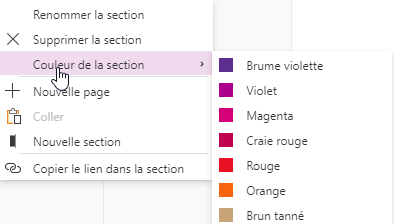 Renommer la section
Supprimer la section
Couleur de la section
Nouvelle page
Coller
Nouvelle section
Copier le lien dans la section
Brume violette
Violet
Magenta
Craie rouge
Rouge
Orange
Brun tanné